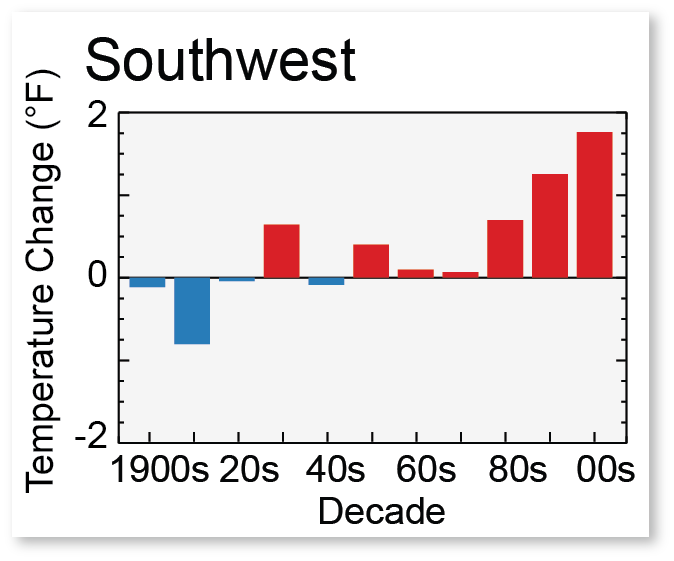 Southwest
Temperature Change (°F)
2
0
-2
1900s 20s 40s 60s 80s 00s
Decade